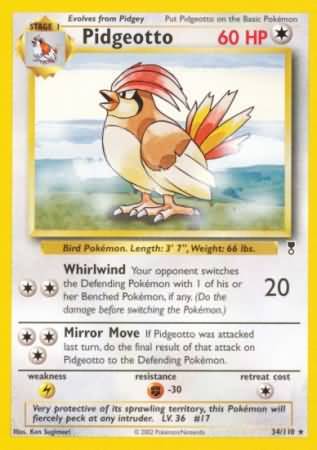 Evolves from Pidgey Put Pidgeotto on the Basic Pokémon
STAGE 1
Pidgeotto 60 HP
Bird Pokémon. Length: 3' 7", Weight: 66 lbs.
Whirlwind Your opponent switches
the Defending Pokémon with 1 of his
or her Benched Pokémon, if any. (Do the
damage before switching the Pokémon.)
20
Mirror Move If Pidgeotto was attacked
last turn, do the final result of that attack on
Pidgeotto to the Defending Pokémon.
weakness resistance retreat cost
-30
Very protective of its sprawling territory, this Pokémon will
fiercely peck at any intruder. LV. 36 #17
Illus. Ken Sugimori ©2002 Pokémon/Nintendo 34/110 ★